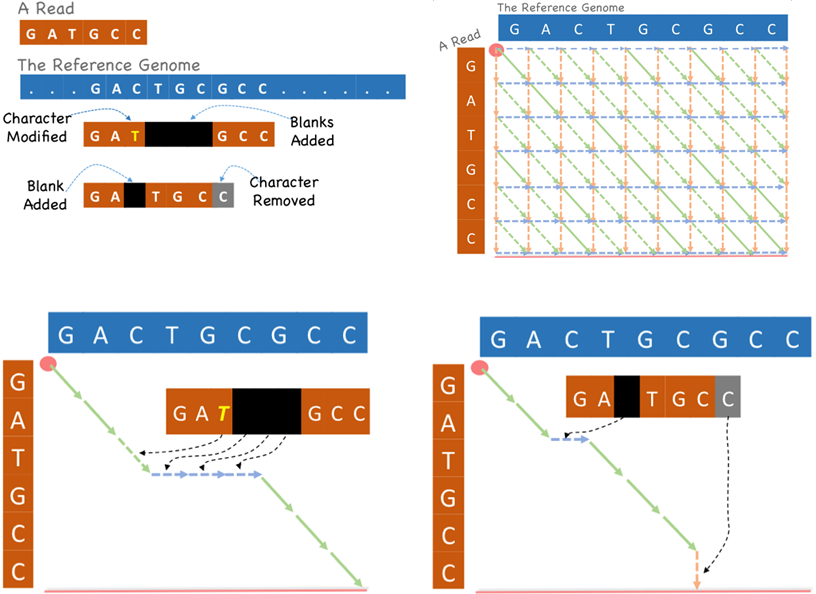 A Read
G A T G C C
The Reference Genome
. . . G A C T G C G C C . . . . . .
Character Modified
G A T G C C
Blanks Added
Blank Added
G A T G C C
Character Removed
The Reference Genome
G A C T G C G C C
A Read
G
A
T
G
C
C
G A C T G C G C C
G
A
T
G
C
C
G A T G C C
G A C T G C G C C
G
A
T
G
C
C
G A T G C C